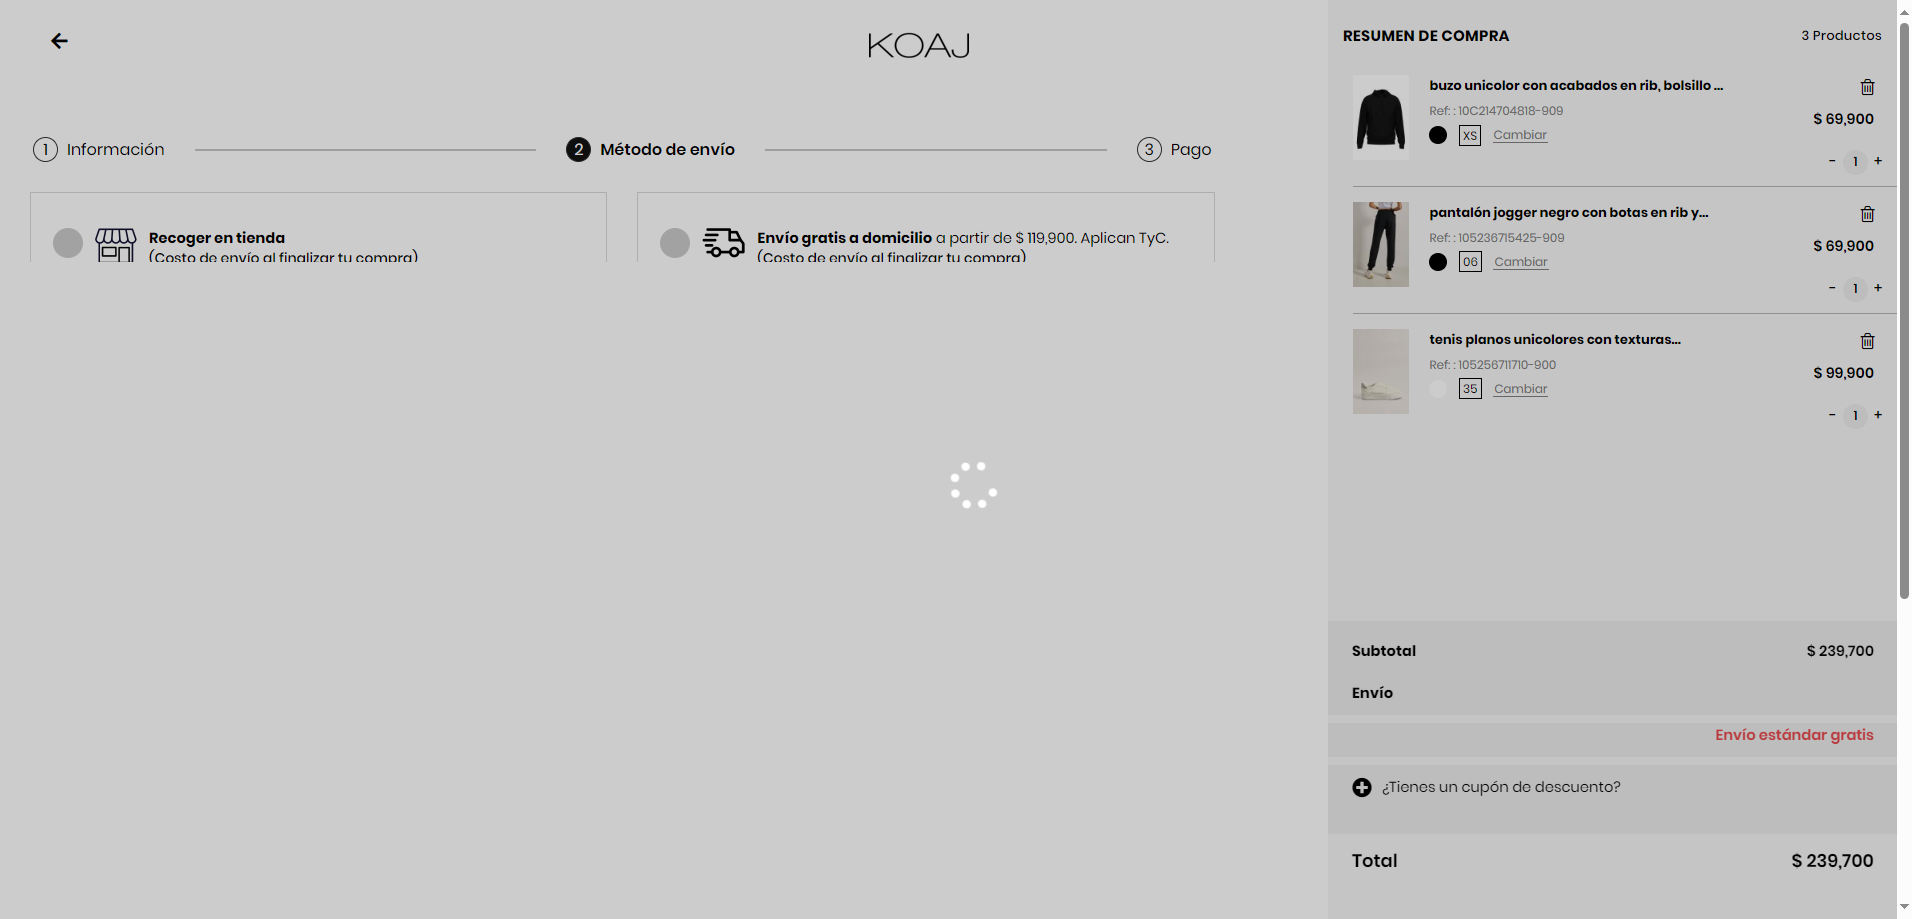 KOAJ
1 Información
2 Método de envío
3 Pago
Recoger en tienda
(Costo de envío al finalizar tu compra)
Envío gratis a domicilio a partir de $ 119,900. Aplican TyC.
(Costo de envío al finalizar tu compra)
RESUMEN DE COMPRA 3 Productos
buzo unicolor con acabados en rib, bolsillo ...
Ref: : 10C214704818-909
$ 69,900
XS Cambiar
- 1 +
pantalón jogger negro con botas en rib y...
Ref: : 105236715425-909
$ 69,900
06 Cambiar
- 1 +
tenis planos unicolores con texturas...
Ref: : 105256711710-900
$ 99,900
35 Cambiar
- 1 +
Subtotal $ 239,700
Envío
Envío estándar gratis
¿Tienes un cupón de descuento?
Total $ 239,700